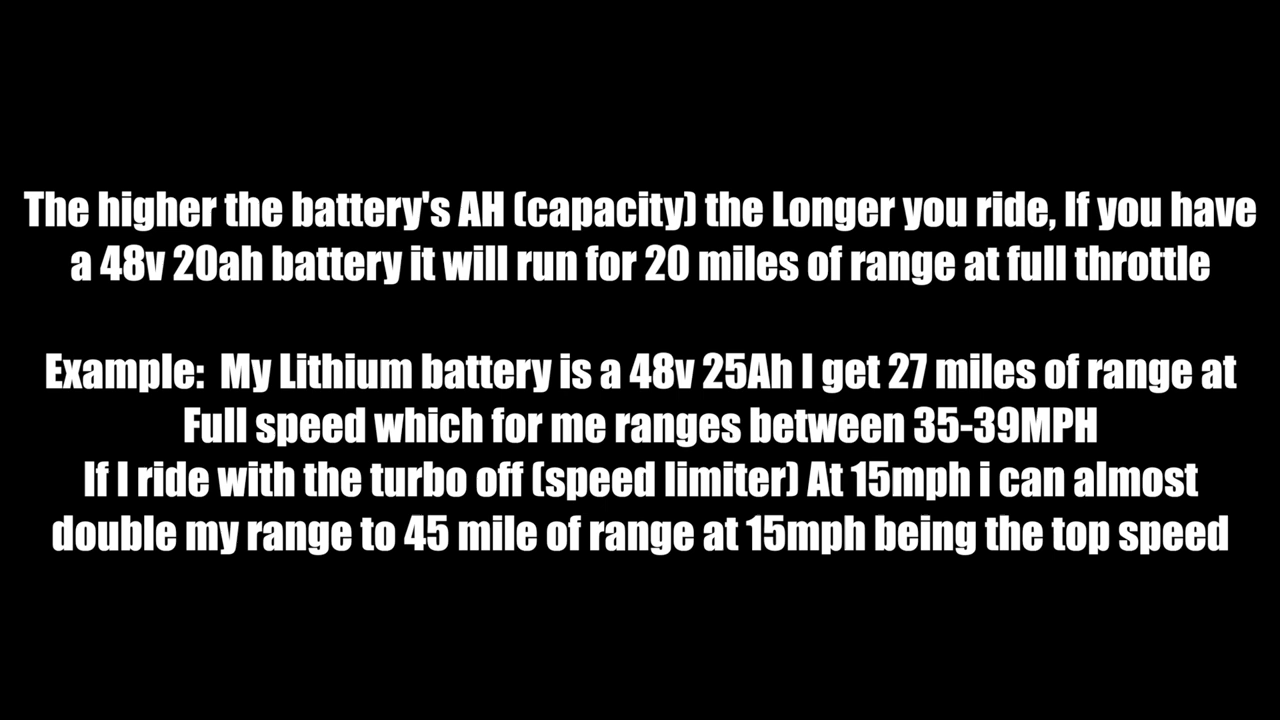 The higher the battery's AH (capacity) the Longer you ride, If you have
a 48v 20ah battery it will run for 20 miles of range at full throttle
Example:  My Lithium battery is a 48v 25Ah I get 27 miles of range at
Full speed which for me ranges between 35-39MPH
If I ride with the turbo off (speed limiter) At 15mph i can almost
double my range to 45 mile of range at 15mph being the top speed